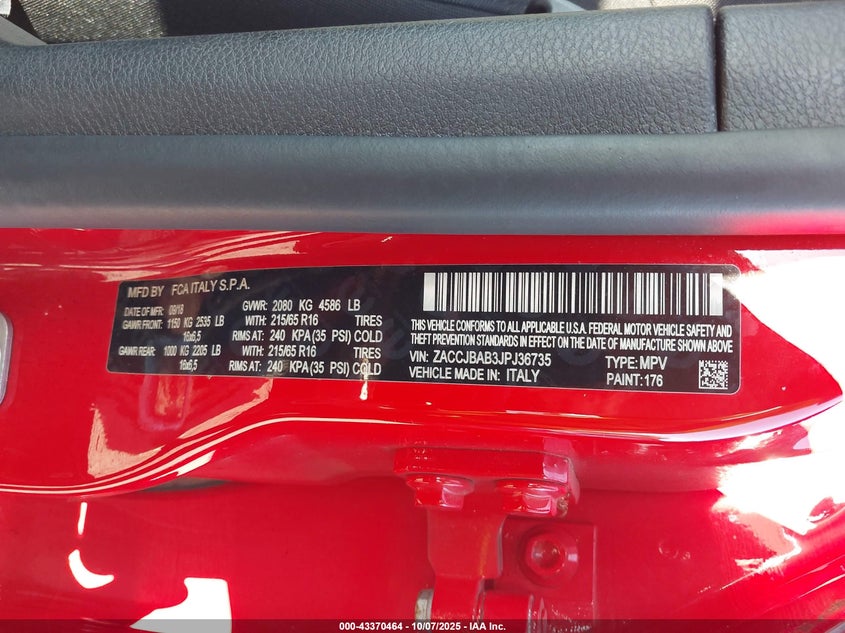 MFD BY FCA ITALY S.P.A.
DATE OF MFR: 09/18 GVWR: 2080 KG 4586 LB
GAWR FRONT: 1150 KG 2535 LB WITH: 215/65 R16 TIRES
16x6,5 RIMS AT: 240 KPA (35 PSI) COLD
GAWR REAR: 1000 KG 2205 LB WITH: 215/65 R16 TIRES
16x6,5 RIMS AT: 240 KPA (35 PSI) COLD
THIS VEHICLE CONFORMS TO ALL APPLICABLE U.S.A. FEDERAL MOTOR VEHICLE SAFETY AND
THEFT PREVENTION STANDARDS IN EFFECT ON THE DATE OF MANUFACTURE SHOWN ABOVE
VIN: ZACCJBAB3JPJ36735 TYPE: MPV
VEHICLE MADE IN: ITALY PAINT: 176
000-43370464 - 10/07/2025 - IAA Inc.